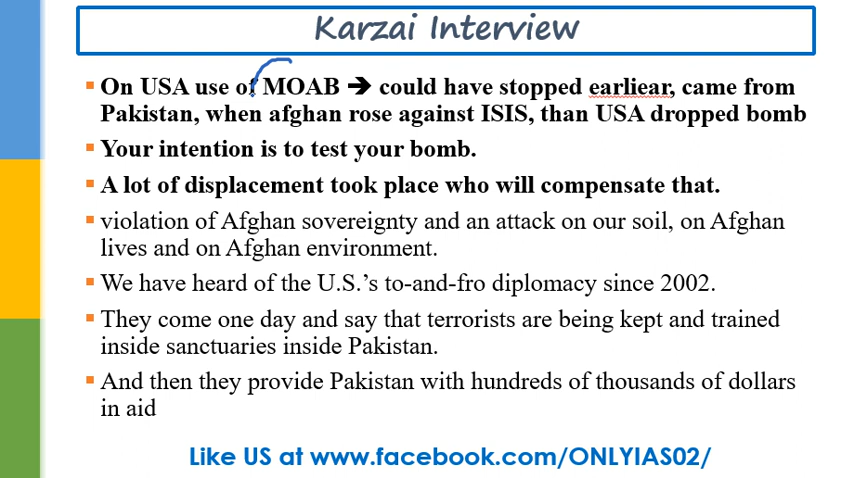 Karzai Interview
▪ On USA use of MOAB ➔ could have stopped earliear, came from
Pakistan, when afghan rose against ISIS, than USA dropped bomb
▪ Your intention is to test your bomb.
▪ A lot of displacement took place who will compensate that.
▪ violation of Afghan sovereignty and an attack on our soil, on Afghan
lives and on Afghan environment.
▪ We have heard of the U.S.’s to-and-fro diplomacy since 2002.
▪ They come one day and say that terrorists are being kept and trained
inside sanctuaries inside Pakistan.
▪ And then they provide Pakistan with hundreds of thousands of dollars
in aid
Like US at www.facebook.com/ONLYIAS02/